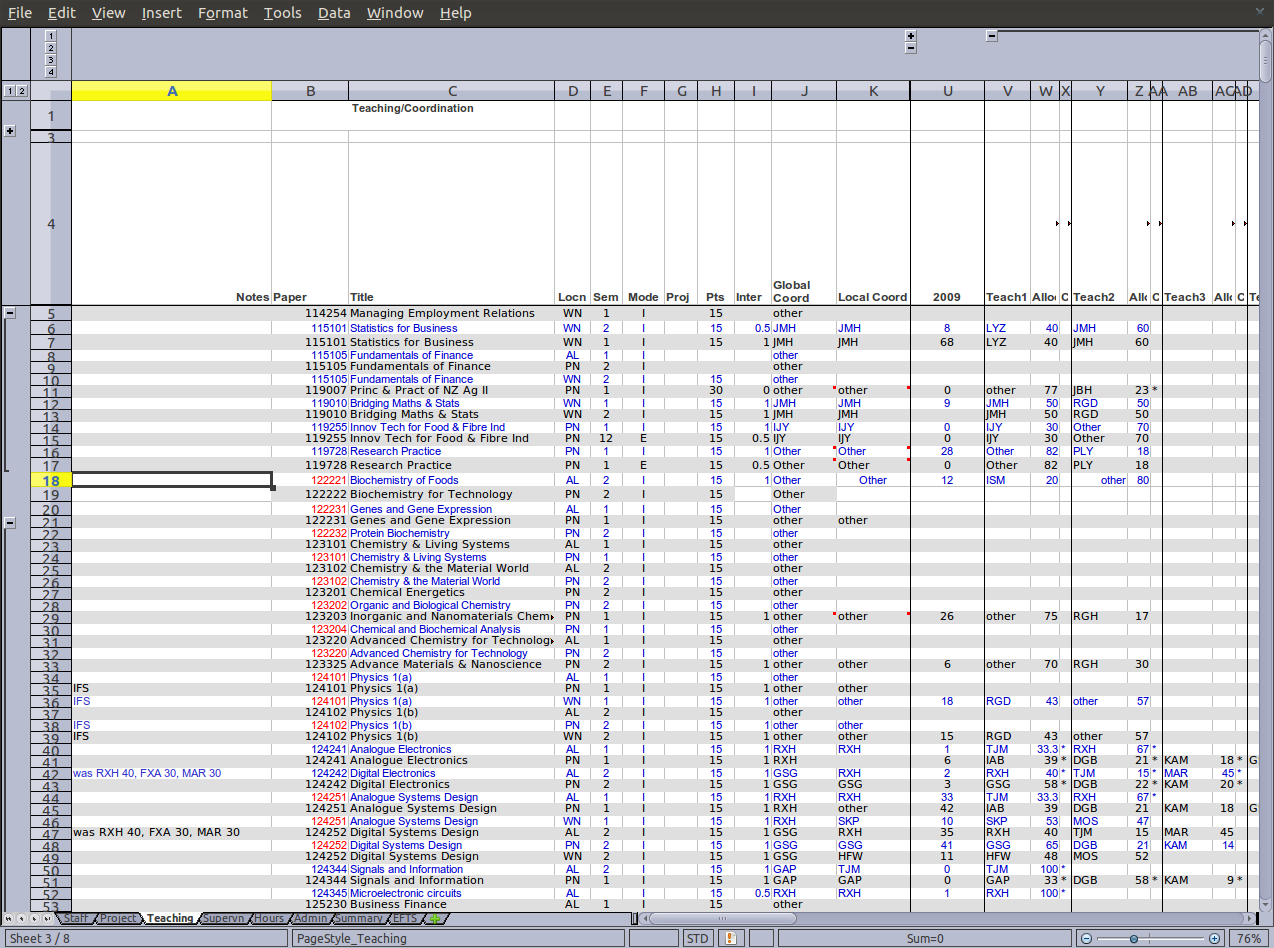 File Edit View Insert Format Tools Data Window Help
1
2
3
4
1 2 A B C D E F G H I J K U V W X Y Z AA AB AC AD
1 Teaching/Coordination
3
4 Notes Paper Title Locn Sem Mode Proj Pts Inter Global Coord Local Coord 2009 Teach1 Allo C Teach2 All C Teach3 All C Te
5 114254 Managing Employment Relations WN 1 I 15 other
6 115101 Statistics for Business WN 2 I 15 0.5 JMH JMH 8 LYZ 40 JMH 60
7 115101 Statistics for Business WN 1 I 15 1 JMH JMH 68 LYZ 40 JMH 60
8 115105 Fundamentals of Finance AL 1 I other
9 115105 Fundamentals of Finance PN 2 I other
10 115105 Fundamentals of Finance WN 2 I 15 other
11 119007 Princ & Pract of NZ Ag II PN 1 I 30 0 other other 0 other 77 JBH 23 *
12 119010 Bridging Maths & Stats WN 1 I 15 1 JMH JMH 9 JMH 50 RGD 50
13 119010 Bridging Maths & Stats WN 2 I 15 1 JMH JMH JMH 50 RGD 50
14 119255 Innov Tech for Food & Fibre Ind PN 1 I 15 1 IJY IJY 0 IJY 30 Other 70
15 119255 Innov Tech for Food & Fibre Ind PN 12 E 15 0.5 IJY IJY 0 IJY 30 Other 70
16 119728 Research Practice PN 1 I 15 1 Other Other 28 Other 82 PLY 18
17 119728 Research Practice PN 1 E 15 0.5 Other Other 0 Other 82 PLY 18
18 122221 Biochemistry of Foods AL 2 I 15 1 Other Other 12 ISM 20 other 80
19 122222 Biochemistry for Technology PN 2 I 15 Other
20 122231 Genes and Gene Expression AL 1 I 15 Other
21 122231 Genes and Gene Expression PN 1 I 15 other other
22 122232 Protein Biochemistry PN 2 I 15 other
23 123101 Chemistry & Living Systems AL 1 I 15 other
24 123101 Chemistry & Living Systems PN 1 I 15 other
25 123102 Chemistry & the Material World AL 2 I 15 other
26 123102 Chemistry & the Material World PN 2 I 15 other
27 123201 Chemical Energetics PN 2 I 15 other
28 123202 Organic and Biological Chemistry PN 2 I 15 other
29 123203 Inorganic and Nanomaterials Chem PN 1 I 15 1 other other 26 other 75 RGH 17
30 123204 Chemical and Biochemical Analysis PN 1 I 15 1 other
31 123220 Advanced Chemistry for Technolog AL 1 I 15 other
32 123220 Advanced Chemistry for Technology PN 2 I 15 other
33 123325 Advance Materials & Nanoscience PN 2 I 15 1 other other 6 other 70 RGH 30
34 124101 Physics 1(a) AL 1 I 15 other
35 IFS 124101 Physics 1(a) PN 1 I 15 1 other other
36 IFS 124101 Physics 1(a) WN 1 I 15 1 other other 18 RGD 43 other 57
37 124102 Physics 1(b) AL 2 I 15 other
38 IFS 124102 Physics 1(b) PN 2 I 15 1 other other
39 IFS 124102 Physics 1(b) WN 2 I 15 1 other other 15 RGD 43 other 57
40 124241 Analogue Electronics AL 1 I 15 1 RXH RXH 1 TJM 33.3 * RXH 67 *
41 124241 Analogue Electronics PN 1 I 15 1 RXH 6 IAB 39 * DGB 21 * KAM 18 * G
42 was RXH 40, FXA 30, MAR 30 124242 Digital Electronics AL 2 I 15 1 GSG RXH 2 RXH 40 * TJM 15 * MAR 45 *
43 124242 Digital Electronics PN 2 I 15 1 GSG GSG 3 GSG 58 * DGB 22 * KAM 20 *
44 124251 Analogue Systems Design AL 1 I 15 1 RXH RXH 33 TJM 33.3 RXH 67 *
45 124251 Analogue Systems Design PN 1 I 15 1 RXH other 42 IAB 39 DGB 21 KAM 18 G
46 124251 Analogue Systems Design WN 1 I 15 1 RXH SKP 10 SKP 53 MOS 47
47 was RXH 40, FXA 30, MAR 30 124252 Digital Systems Design AL 2 I 15 1 GSG RXH 35 RXH 40 TJM 15 MAR 45
48 124252 Digital Systems Design PN 2 I 15 1 GSG GSG 41 GSG 65 DGB 21 KAM 14
49 124252 Digital Systems Design WN 2 I 15 1 GSG HFW 11 HFW 48 MOS 52
50 124344 Signals and Information AL 2 I 15 1 GAP TJM 0 TJM 100 *
51 124344 Signals and Information PN 1 I 15 1 GAP GAP 0 GAP 33 * DGB 58 * KAM 9 *
52 124345 Microelectronic circuits AL I 15 0.5 RXH RXH 1 RXH 100 *
53 125230 Business Finance AL 1 I 15 other
Staff Project Teaching Supervn Hours Admin Summary EFTS
Sheet 3 / 8 PageStyle_Teaching STD Sum=0 76%